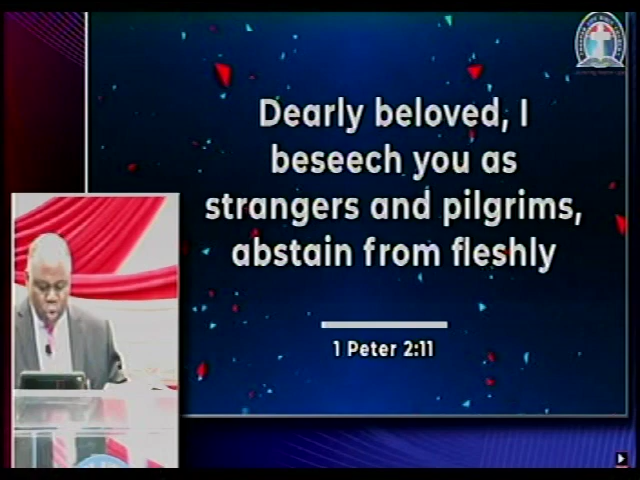 Dearly beloved, I
beseech you as
strangers and pilgrims,
abstain from fleshly
1 Peter 2:11